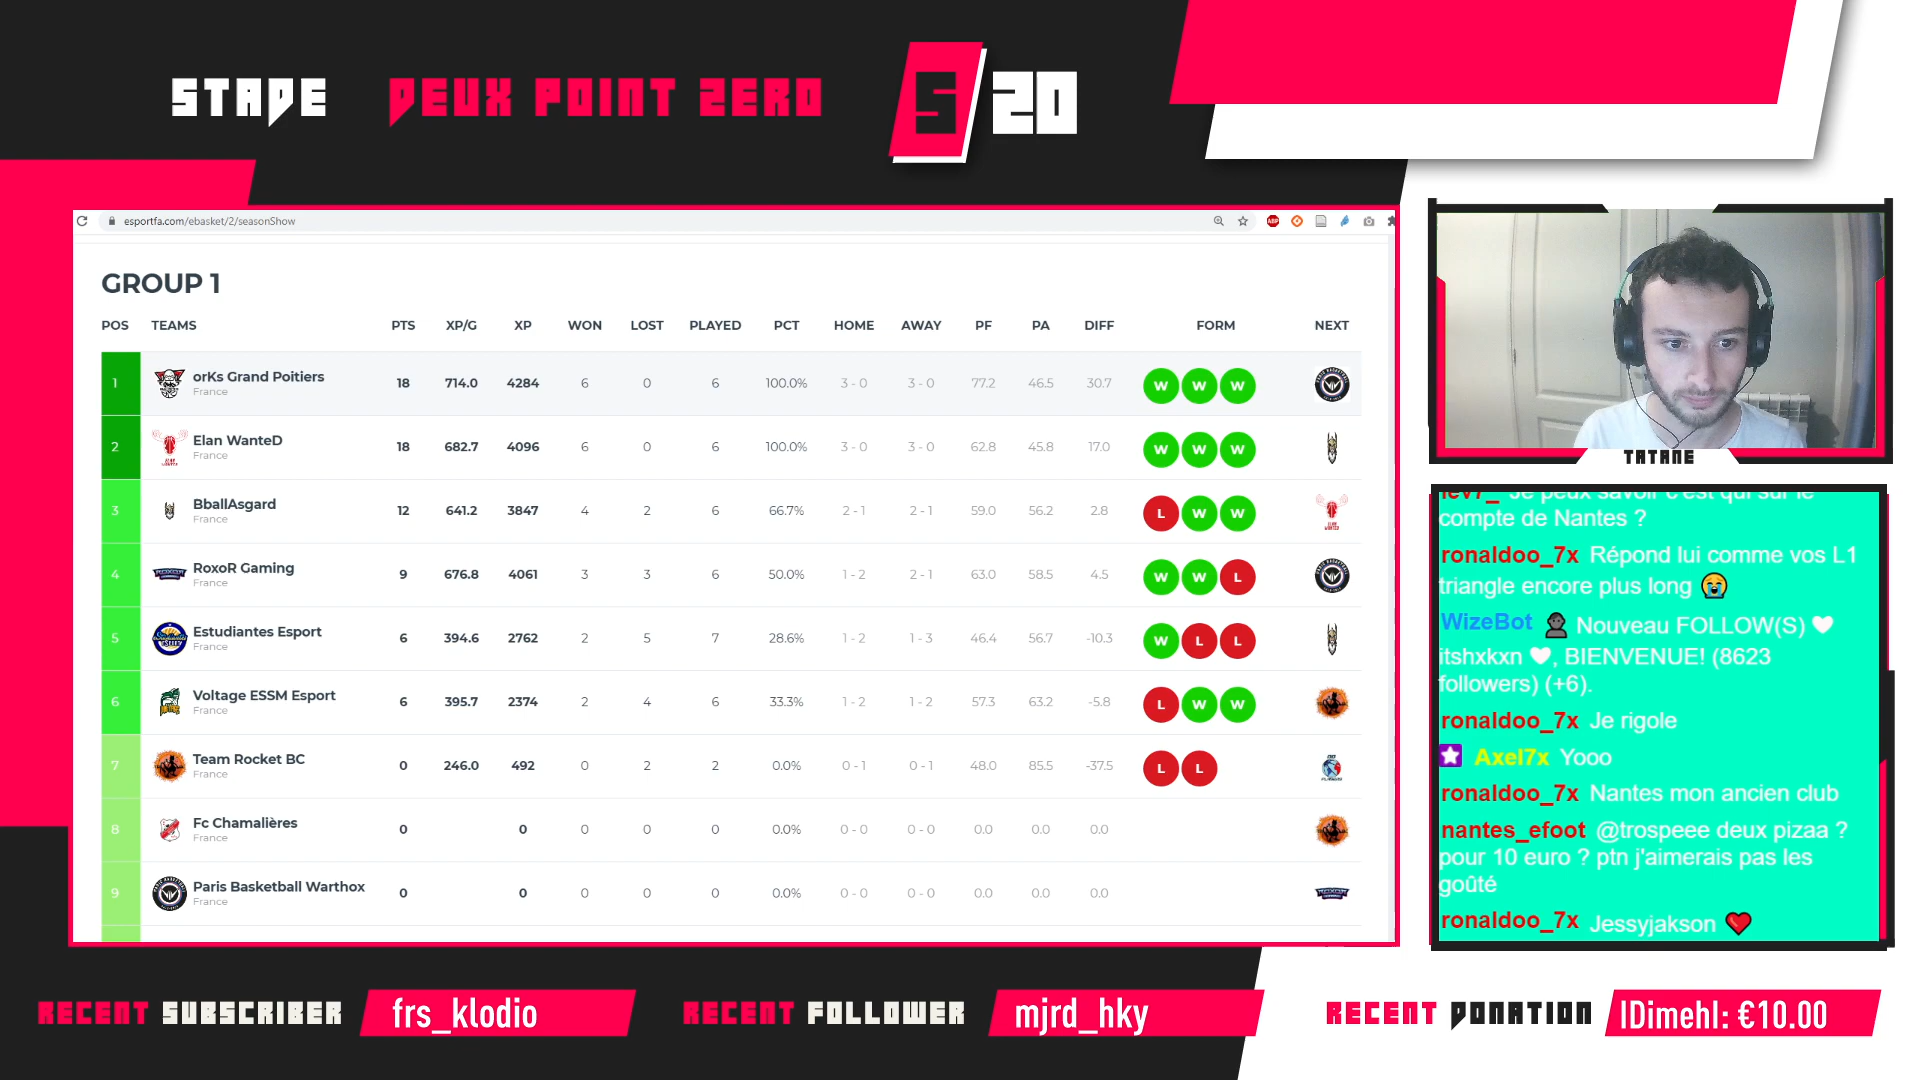 STADE DEUX POINT ZERO 5/20
esportfa.com/ebasket/2/seasonShow
ABP
GROUP 1
POS TEAMS PTS XP/G XP WON LOST PLAYED PCT HOME AWAY PF PA DIFF FORM NEXT
1 orKs Grand Poitiers 18 714.0 4284 6 0 6 100.0% 3 - 0 3 - 0 77.2 46.5 30.7 W W W
France
2 Elan WanteD 18 682.7 4096 6 0 6 100.0% 3 - 0 3 - 0 62.8 45.8 17.0 W W W
France
3 BballAsgard 12 641.2 3847 4 2 6 66.7% 2 - 1 2 - 1 59.0 56.2 2.8 L W W
France
4 RoxoR Gaming 9 676.8 4061 3 3 6 50.0% 1 - 2 2 - 1 63.0 58.5 4.5 W W L
France
5 Estudiantes Esport 6 394.6 2762 2 5 7 28.6% 1 - 2 1 - 3 46.4 56.7 -10.3 W L L
France
6 Voltage ESSM Esport 6 395.7 2374 2 4 6 33.3% 1 - 2 1 - 2 57.3 63.2 -5.8 L W W
France
7 Team Rocket BC 0 246.0 492 0 2 2 0.0% 0 - 1 0 - 1 48.0 85.5 -37.5 L L
France
8 Fc Chamalières 0 0 0 0 0 0.0% 0 - 0 0 - 0 0.0 0.0 0.0
France
9 Paris Basketball Warthox 0 0 0 0 0 0.0% 0 - 0 0 - 0 0.0 0.0 0.0
France
TATANE
Je peux savoir c'est qui sur le
compte de Nantes ?
ronaldoo_7x Répond lui comme vos L1
triangle encore plus long 😭
WizeBot 👤 Nouveau FOLLOW(S) 🤍
itshxkxn 🤍, BIENVENUE! (8623
followers) (+6).
ronaldoo_7x Je rigole
Axel7x Yooo
ronaldoo_7x Nantes mon ancien club
nantes_efoot @trospeee deux pizaa ?
pour 10 euro ? ptn j'aimerais pas les
goûté
ronaldoo_7x Jessyjakson ❤️
RECENT SUBSCRIBER frs_klodio
RECENT FOLLOWER mjrd_hky
RECENT DONATION lDimehl: €10.00